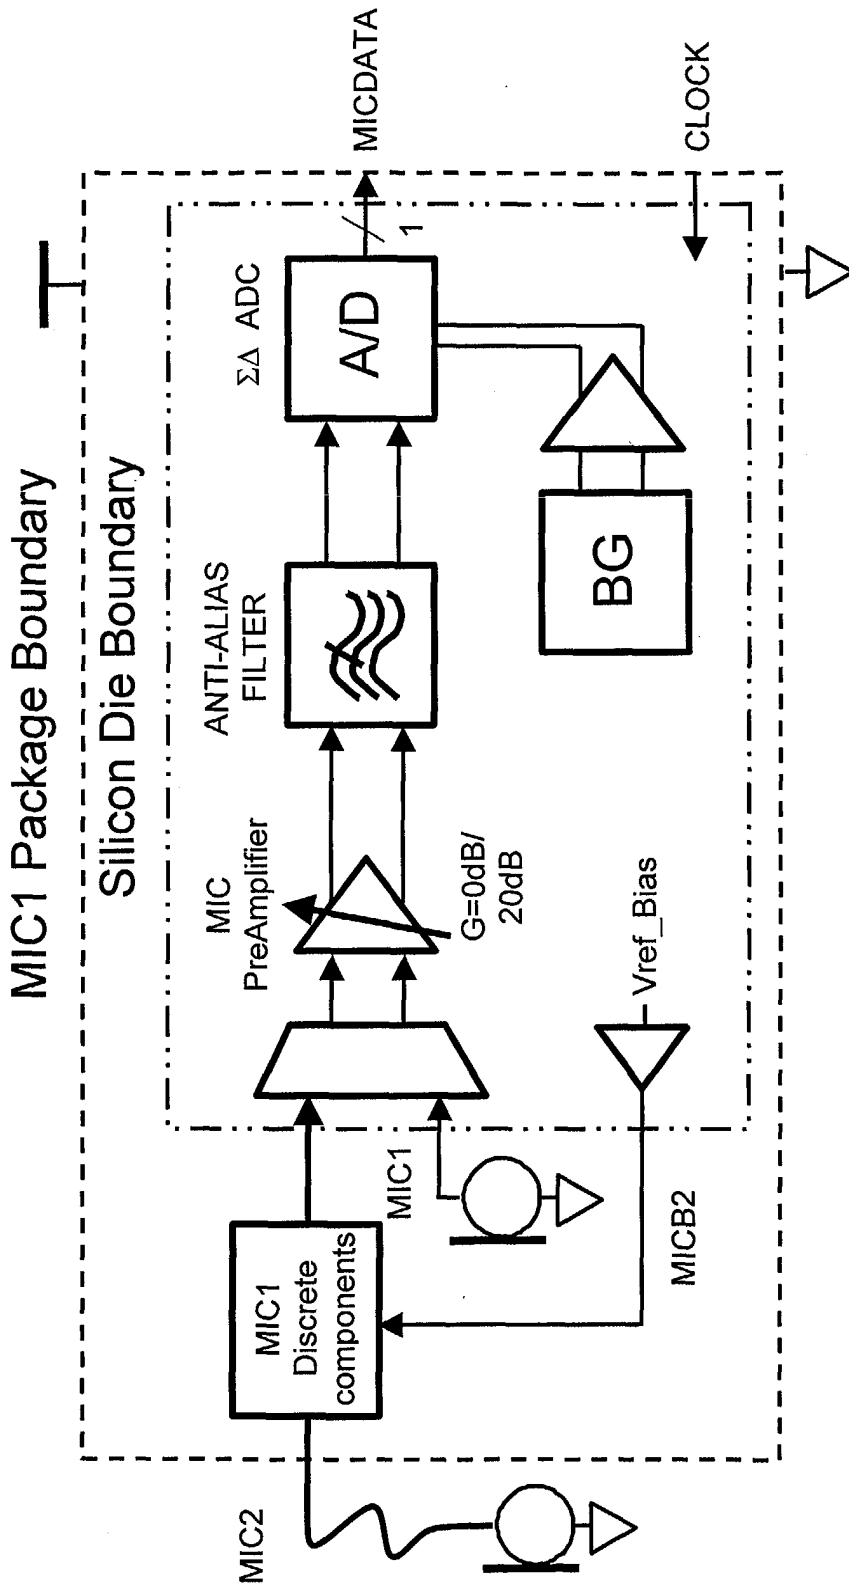 MIC1 Package Boundary
Silicon Die Boundary
MIC2
MIC1
Discrete
components
MIC1
MICB2
MIC
PreAmplifier
G=0dB/
20dB
Vref_Bias
ANTI-ALIAS
FILTER
BG
ΣΔ ADC
A/D
1
MICDATA
CLOCK